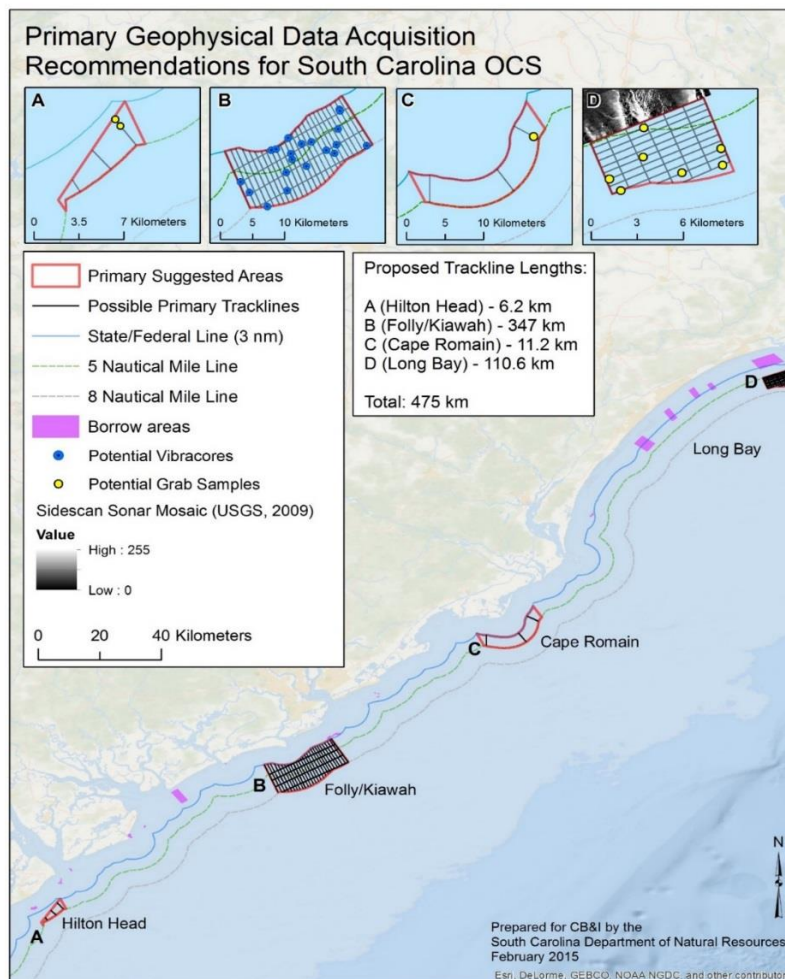 Primary Geophysical Data Acquisition
Recommendations for South Carolina OCS
A
0 3.5 7 Kilometers
B
0 5 10 Kilometers
C
0 5 10 Kilometers
D
0 3 6 Kilometers
Primary Suggested Areas
Possible Primary Tracklines
State/Federal Line (3 nm)
5 Nautical Mile Line
8 Nautical Mile Line
Borrow areas
Potential Vibracores
Potential Grab Samples
Sidescan Sonar Mosaic (USGS, 2009)
Value
High : 255
Low : 0
0 20 40 Kilometers
Proposed Trackline Lengths:
A (Hilton Head) - 6.2 km
B (Folly/Kiawah) - 347 km
C (Cape Romain) - 11.2 km
D (Long Bay) - 110.6 km
Total: 475 km
D
Long Bay
C
Cape Romain
B
Folly/Kiawah
A
Hilton Head
N
Prepared for CB&I by the
South Carolina Department of Natural Resources
February 2015
Esri, DeLorme, GEBCO, NOAA NGDC, and other contributor